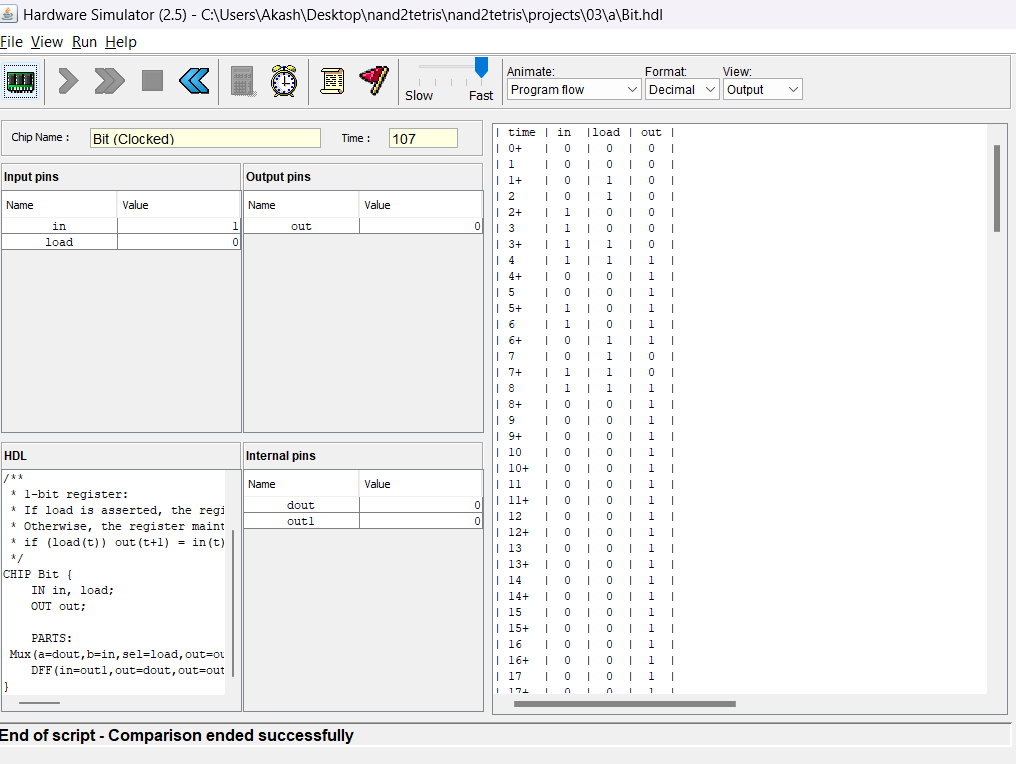 Hardware Simulator (2.5) - C:\Users\Akash\Desktop\nand2tetris\nand2tetris\projects\03\a\Bit.hdl
File View Run Help
Slow Fast
Animate: Format: View:
Program flow Decimal Output
Chip Name : Bit (Clocked) Time : 107
Input pins
Name Value
in 1
load 0
Output pins
Name Value
out 0
HDL
/**
* 1-bit register:
* If load is asserted, the regi
* Otherwise, the register maint
* if (load(t)) out(t+1) = in(t)
*/
CHIP Bit {
IN in, load;
OUT out;
PARTS:
Mux(a=dout,b=in,sel=load,out=ou
DFF(in=out1,out=dout,out=out
}
Internal pins
Name Value
dout 0
out1 0
| time | in |load | out |
| 0+ | 0 | 0 | 0 |
| 1 | 0 | 0 | 0 |
| 1+ | 0 | 1 | 0 |
| 2 | 0 | 1 | 0 |
| 2+ | 1 | 0 | 0 |
| 3 | 1 | 0 | 0 |
| 3+ | 1 | 1 | 0 |
| 4 | 1 | 1 | 1 |
| 4+ | 0 | 0 | 1 |
| 5 | 0 | 0 | 1 |
| 5+ | 1 | 0 | 1 |
| 6 | 1 | 0 | 1 |
| 6+ | 0 | 1 | 1 |
| 7 | 0 | 1 | 0 |
| 7+ | 1 | 1 | 0 |
| 8 | 1 | 1 | 1 |
| 8+ | 0 | 0 | 1 |
| 9 | 0 | 0 | 1 |
| 9+ | 0 | 0 | 1 |
| 10 | 0 | 0 | 1 |
| 10+ | 0 | 0 | 1 |
| 11 | 0 | 0 | 1 |
| 11+ | 0 | 0 | 1 |
| 12 | 0 | 0 | 1 |
| 12+ | 0 | 0 | 1 |
| 13 | 0 | 0 | 1 |
| 13+ | 0 | 0 | 1 |
| 14 | 0 | 0 | 1 |
| 14+ | 0 | 0 | 1 |
| 15 | 0 | 0 | 1 |
| 15+ | 0 | 0 | 1 |
| 16 | 0 | 0 | 1 |
| 16+ | 0 | 0 | 1 |
| 17 | 0 | 0 | 1 |
| 17+ | 0 | 0 | 1 |
End of script - Comparison ended successfully